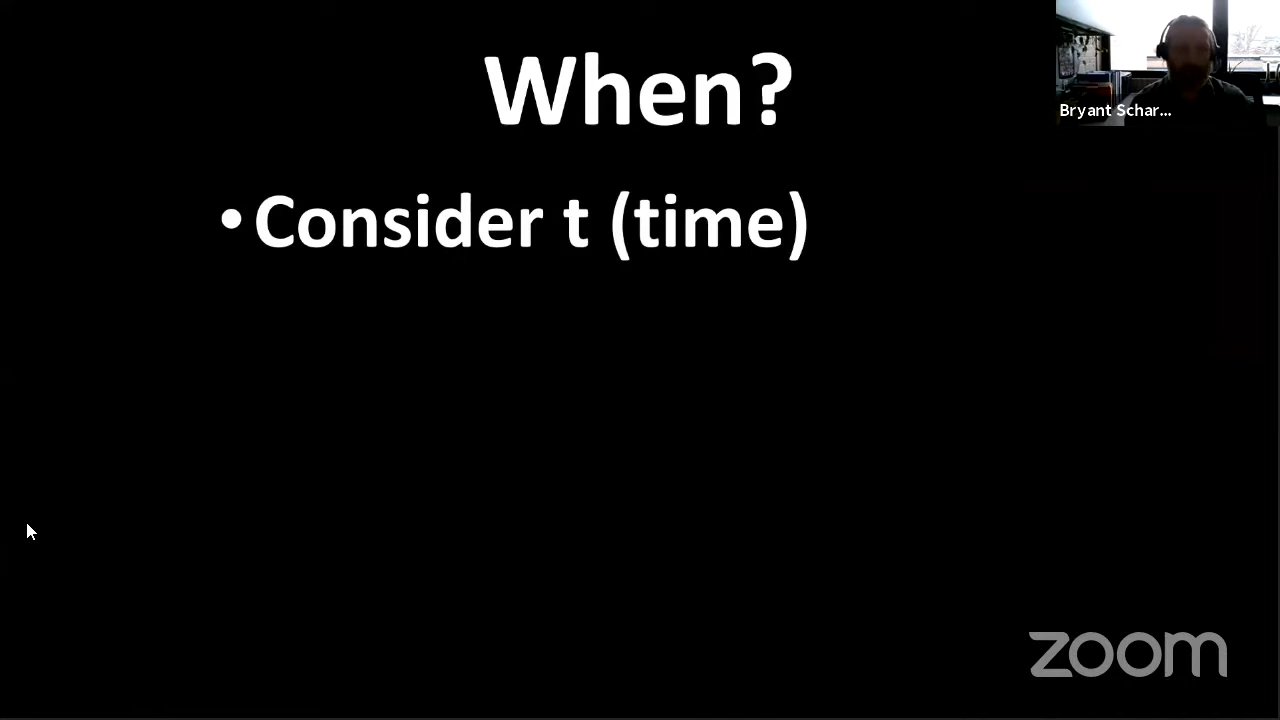 When?
Bryant Schar...
•Consider t (time)
zoom